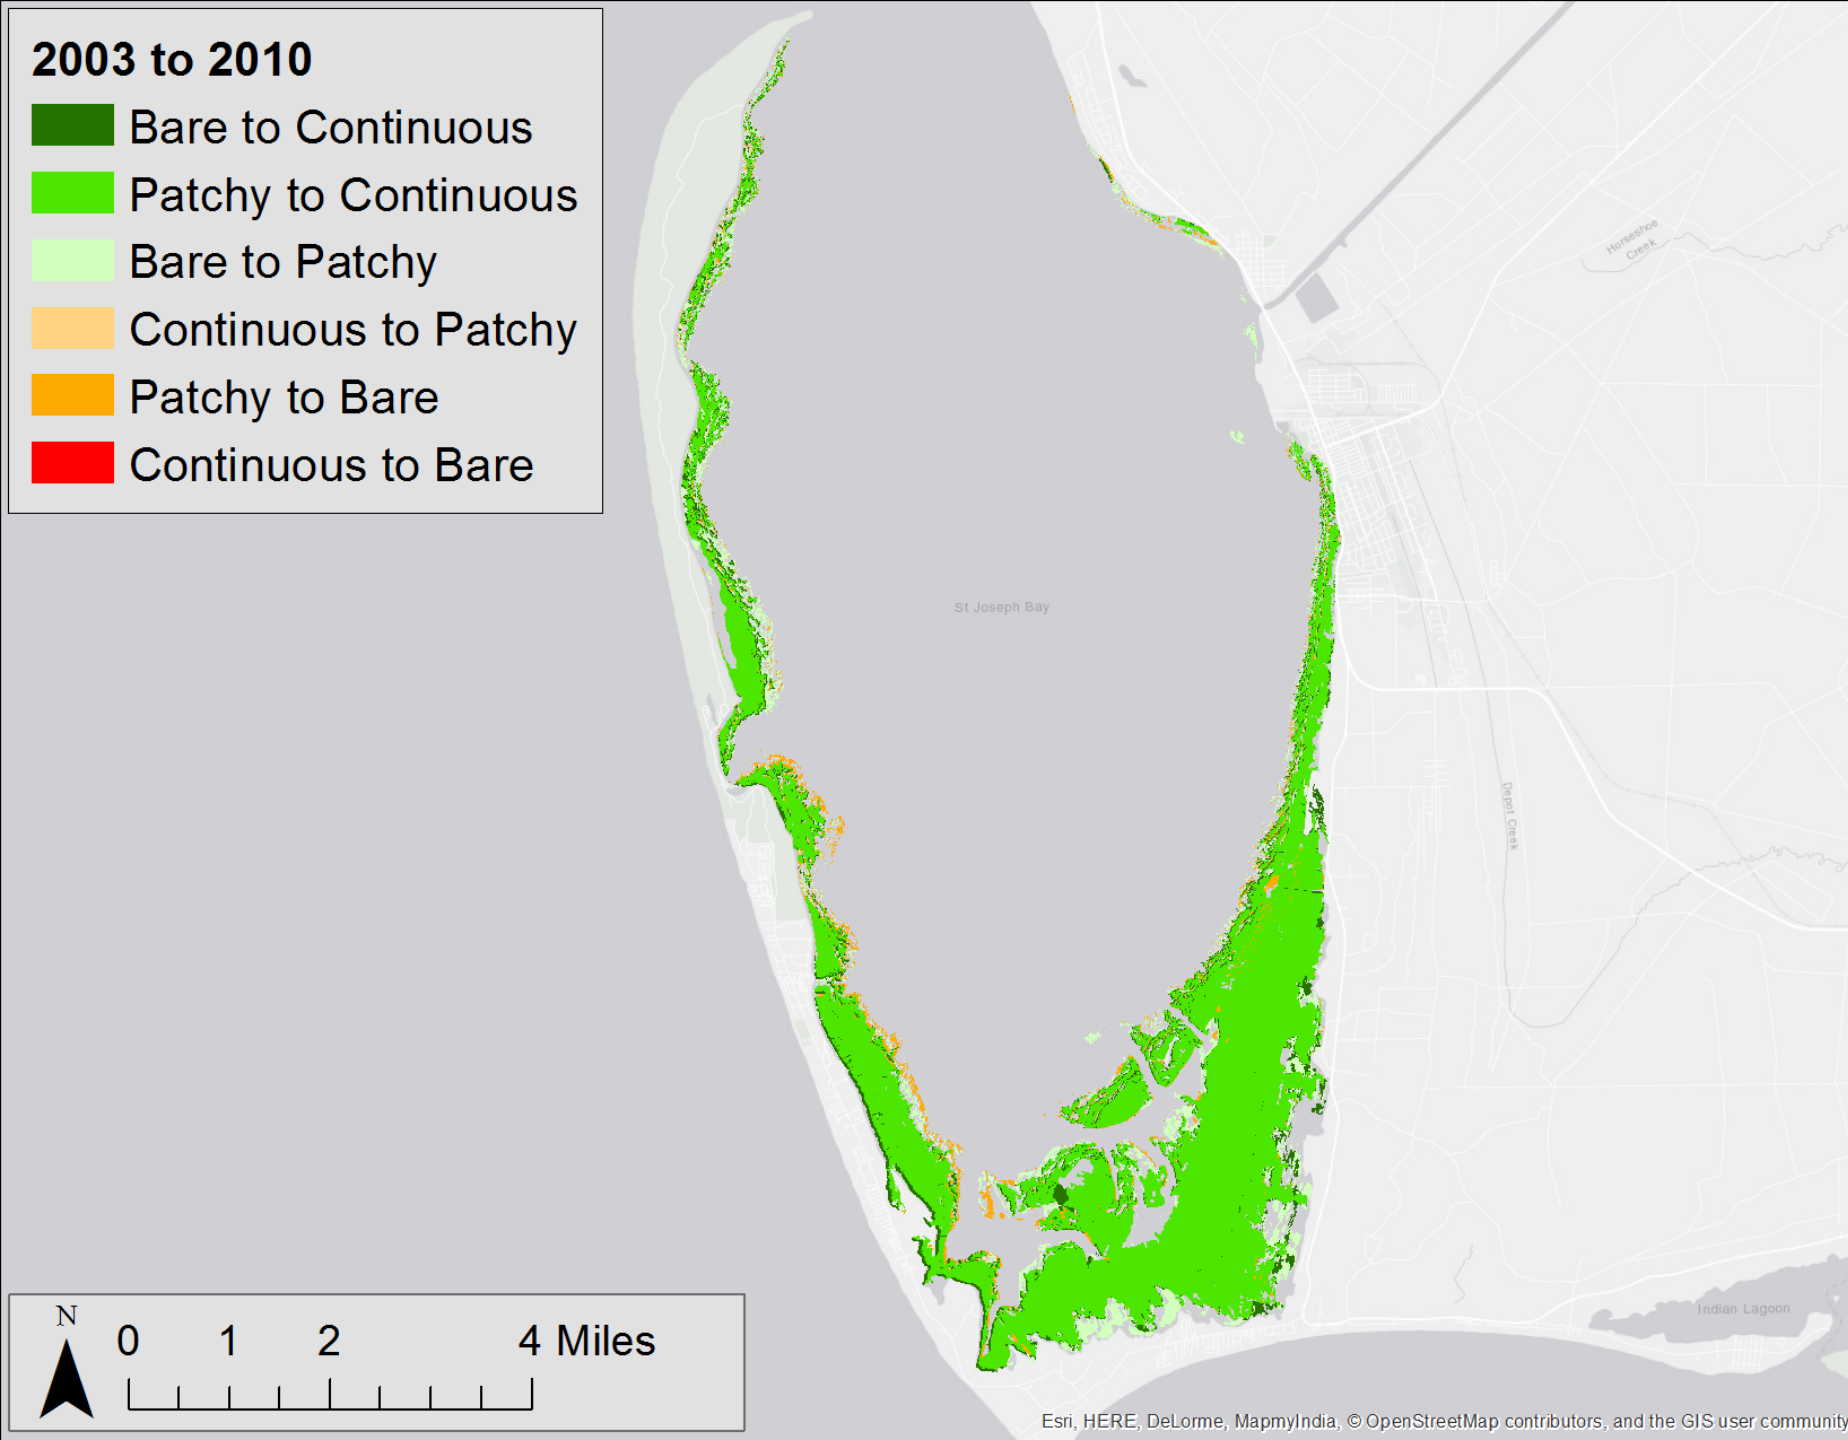 2003 to 2010
Bare to Continuous
Patchy to Continuous
Bare to Patchy
Continuous to Patchy
Patchy to Bare
Continuous to Bare
Horseshoe
Creek
St Joseph Bay
Depot Creek
Indian Lagoon
N
0 1 2 4 Miles
Esri, HERE, DeLorme, MapmyIndia, © OpenStreetMap contributors, and the GIS user community